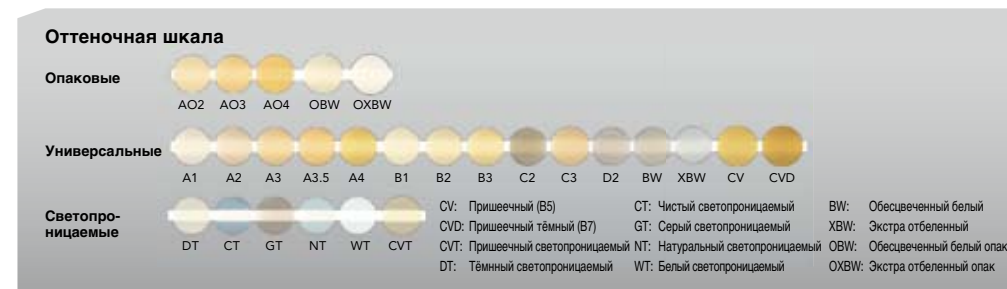 Оттеночная шкала
Опаковые
AO2 AO3 AO4 OBW OXBW
Универсальные
A1 A2 A3 A3.5 A4 B1 B2 B3 C2 C3 D2 BW XBW CV CVD
Светопро-
ницаемые
DT CT GT NT WT CVT
CV: Пришеечный (B5)
CVD: Пришеечный тёмный (B7)
CVT: Пришеечный светопроницаемый
DT: Тёмнный светопроницаемый
CT: Чистый светопроницаемый
GT: Серый светопроницаемый
NT: Натуральный светопроницаемый
WT: Белый светопроницаемый
BW: Обесцвеченный белый
XBW: Экстра отбеленный
OBW: Обесцвеченный белый опак
OXBW: Экстра отбеленный опак